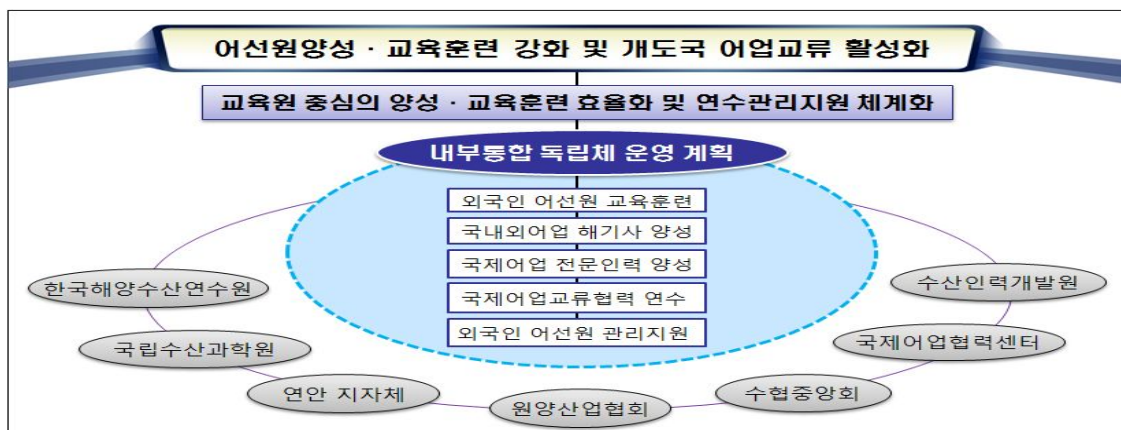 어선원양성 · 교육훈련 강화 및 개도국 어업교류 활성화
교육원 중심의 양성 · 교육훈련 효율화 및 연수관리지원 체계화
내부통합 독립체 운영 계획
외국인 어선원 교육훈련
국내외어업 해기사 양성
국제어업 전문인력 양성
국제어업교류협력 연수
외국인 어선원 관리지원
한국해양수산연수원
국립수산과학원
연안 지자체
원양산업협회
수협중앙회
국제어업협력센터
수산인력개발원